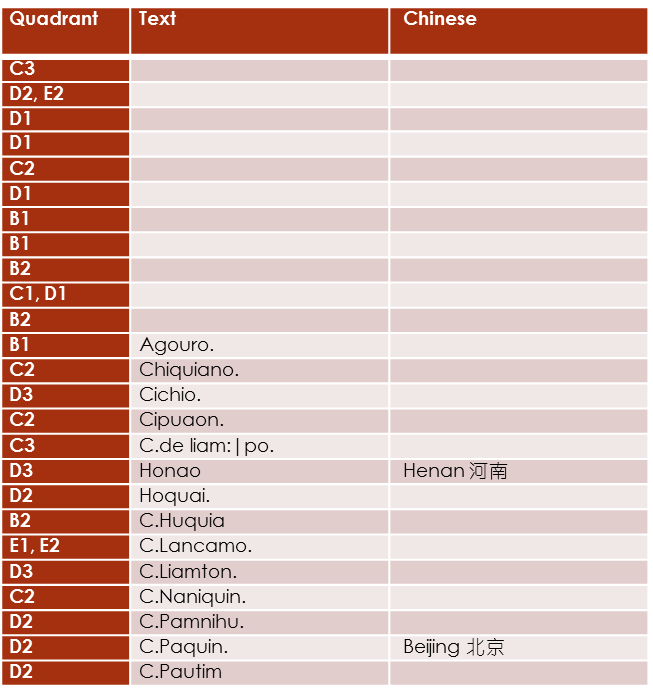 Quadrant Text Chinese
C3
D2, E2
D1
D1
C2
D1
B1
B1
B2
C1, D1
B2
B1 Agouro.
C2 Chiquiano.
D3 Cichio.
C2 Cipuaon.
C3 C.de liam:|po.
D3 Honao Henan 河南
D2 Hoquai.
B2 C.Huquia
E1, E2 C.Lancamo.
D3 C.Liamton.
C2 C.Naniquin.
D2 C.Pamnihu.
D2 C.Paquin. Beijing 北京
D2 C.Pautim